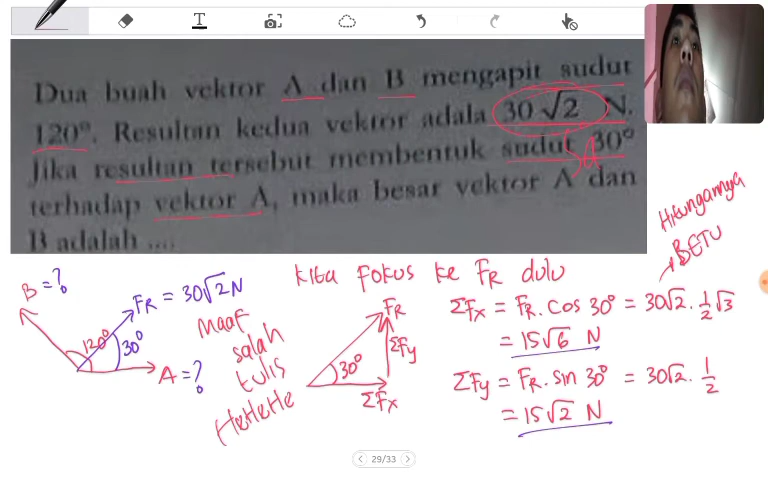 T
Dua buah vektor A dan B mengapit sudut
120°. Resultan kedua vektor adala 30√2 N.
Jika resultan tersebut membentuk sudut 30°
terhadap vektor A, maka besar vektor A dan
B adalah ....
Hitungannya
BETU
kita Fokus ke FR dulu
B = ?
FR = 30√2 N
120°
30°
A = ?
Maaf
salah
tulis
HeHeHe
FR
ΣFy
30°
ΣFx
ΣFx = FR . cos 30° = 30√2 . 1/2 √3
= 15√6 N
ΣFy = FR . sin 30° = 30√2 . 1/2
= 15√2 N
29/33